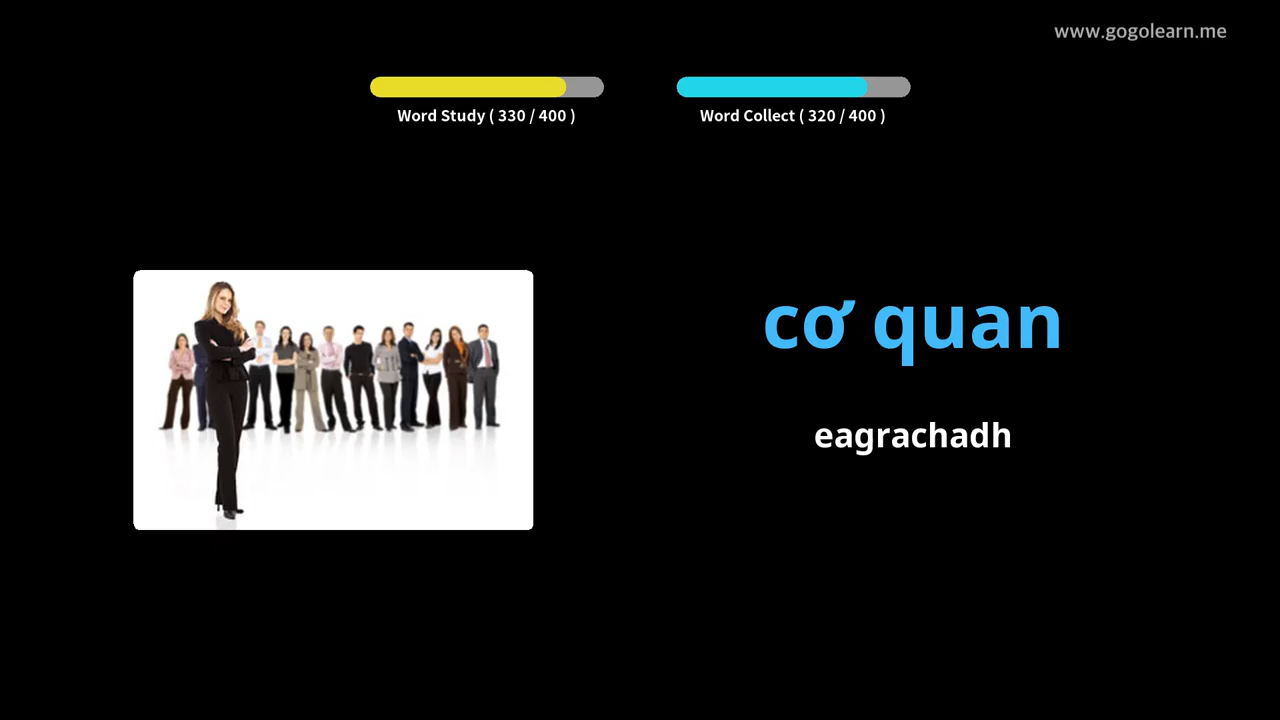 www.gogolearn.me
Word Study ( 330 / 400 )
Word Collect ( 320 / 400 )
cơ quan
eagrachadh